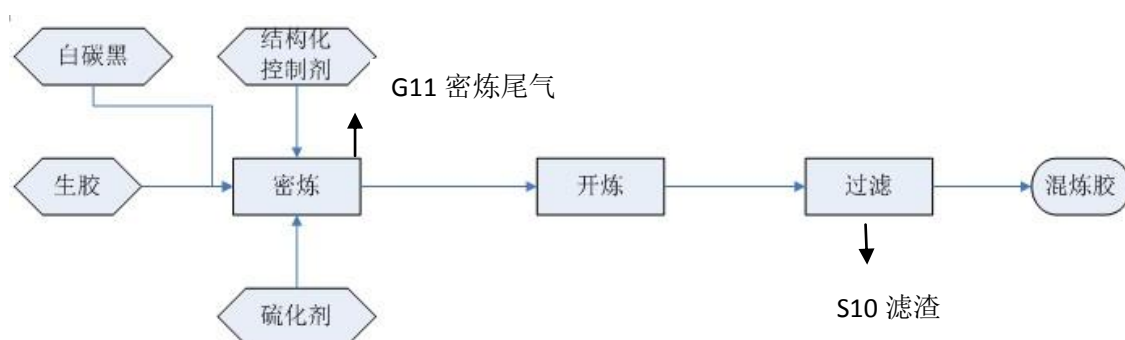 白碳黑
结构化
控制剂
G11 密炼尾气
生胶
密炼
开炼
过滤
混炼胶
硫化剂
S10 滤渣